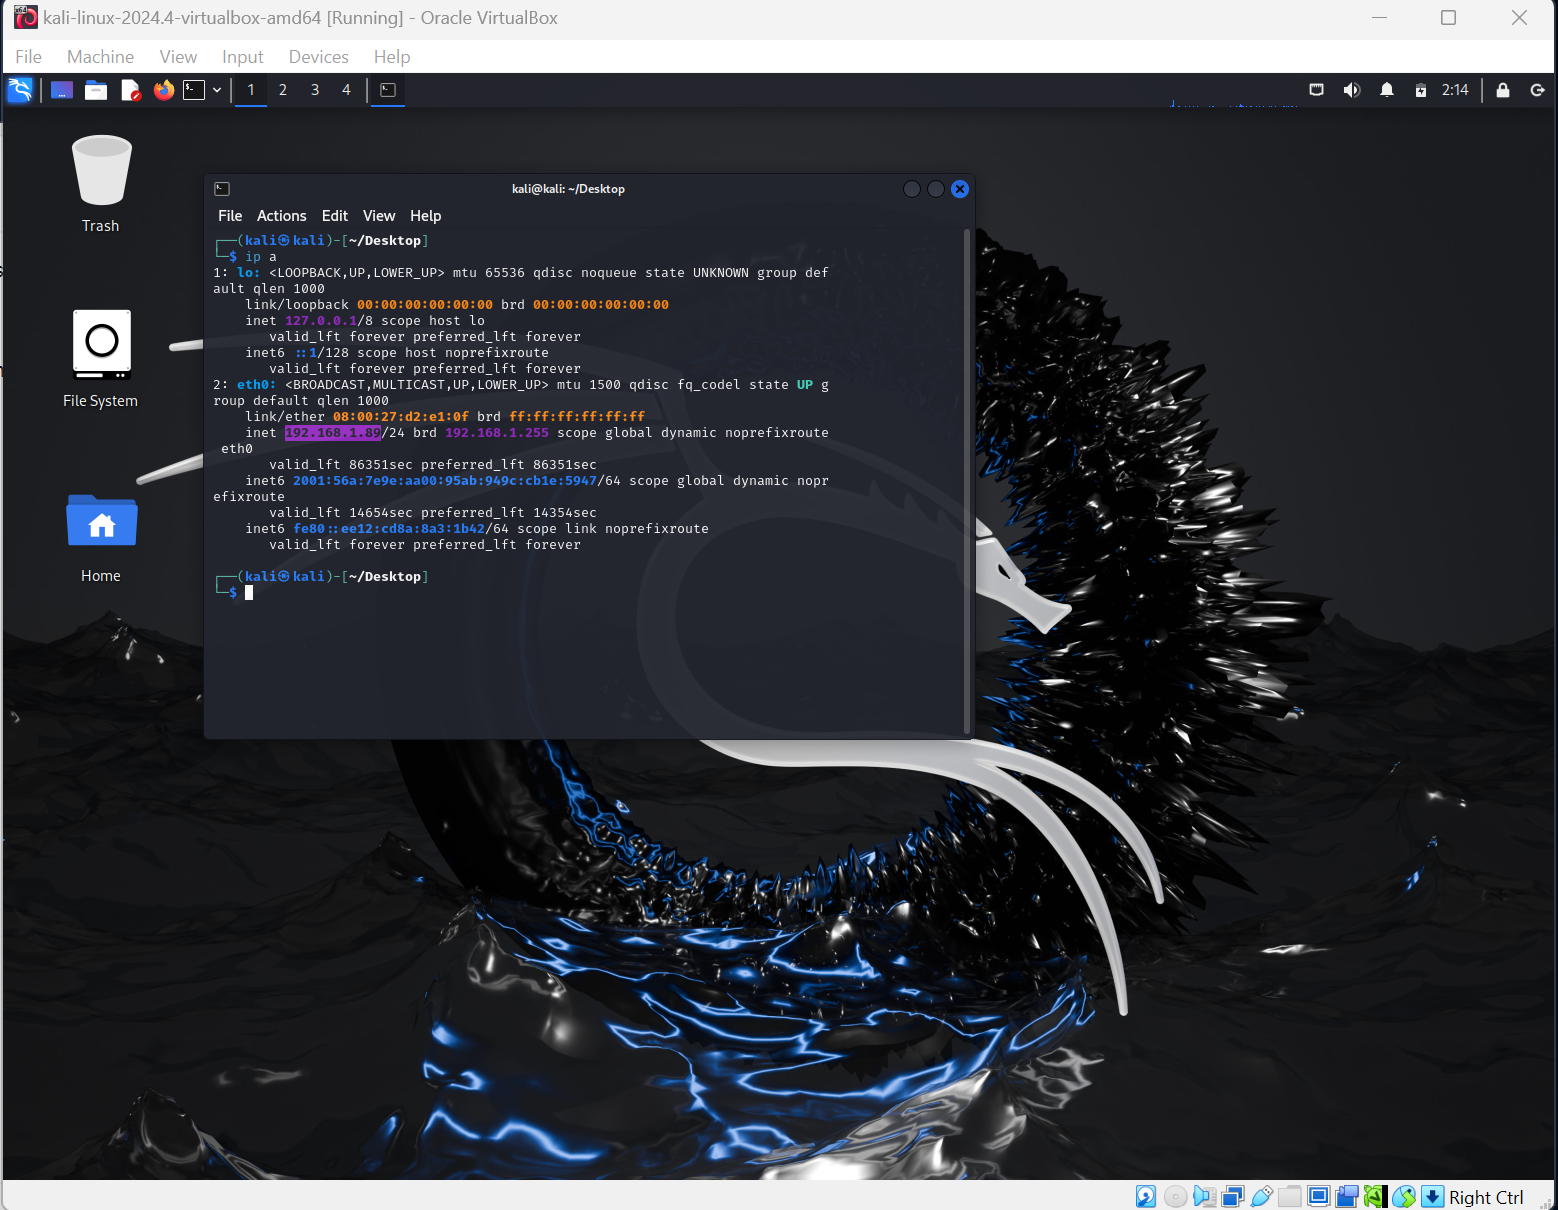 kali-linux-2024.4-virtualbox-amd64 [Running] - Oracle VirtualBox
File Machine View Input Devices Help
1 2 3 4 2:14
Trash
File System
Home
kali@kali: ~/Desktop
File Actions Edit View Help
┌──(kali㉿kali)-[~/Desktop]
└─$ ip a
1: lo: <LOOPBACK,UP,LOWER_UP> mtu 65536 qdisc noqueue state UNKNOWN group def
ault qlen 1000
    link/loopback 00:00:00:00:00:00 brd 00:00:00:00:00:00
    inet 127.0.0.1/8 scope host lo
       valid_lft forever preferred_lft forever
    inet6 ::1/128 scope host noprefixroute
       valid_lft forever preferred_lft forever
2: eth0: <BROADCAST,MULTICAST,UP,LOWER_UP> mtu 1500 qdisc fq_codel state UP g
roup default qlen 1000
    link/ether 08:00:27:d2:e1:0f brd ff:ff:ff:ff:ff:ff
    inet 192.168.1.89/24 brd 192.168.1.255 scope global dynamic noprefixroute
 eth0
       valid_lft 86351sec preferred_lft 86351sec
    inet6 2001:56a:7e9e:aa00:95ab:949c:cb1e:5947/64 scope global dynamic nopr
efixroute
       valid_lft 14654sec preferred_lft 14354sec
    inet6 fe80::ee12:cd8a:8a3:1b42/64 scope link noprefixroute
       valid_lft forever preferred_lft forever
┌──(kali㉿kali)-[~/Desktop]
└─$
Right Ctrl